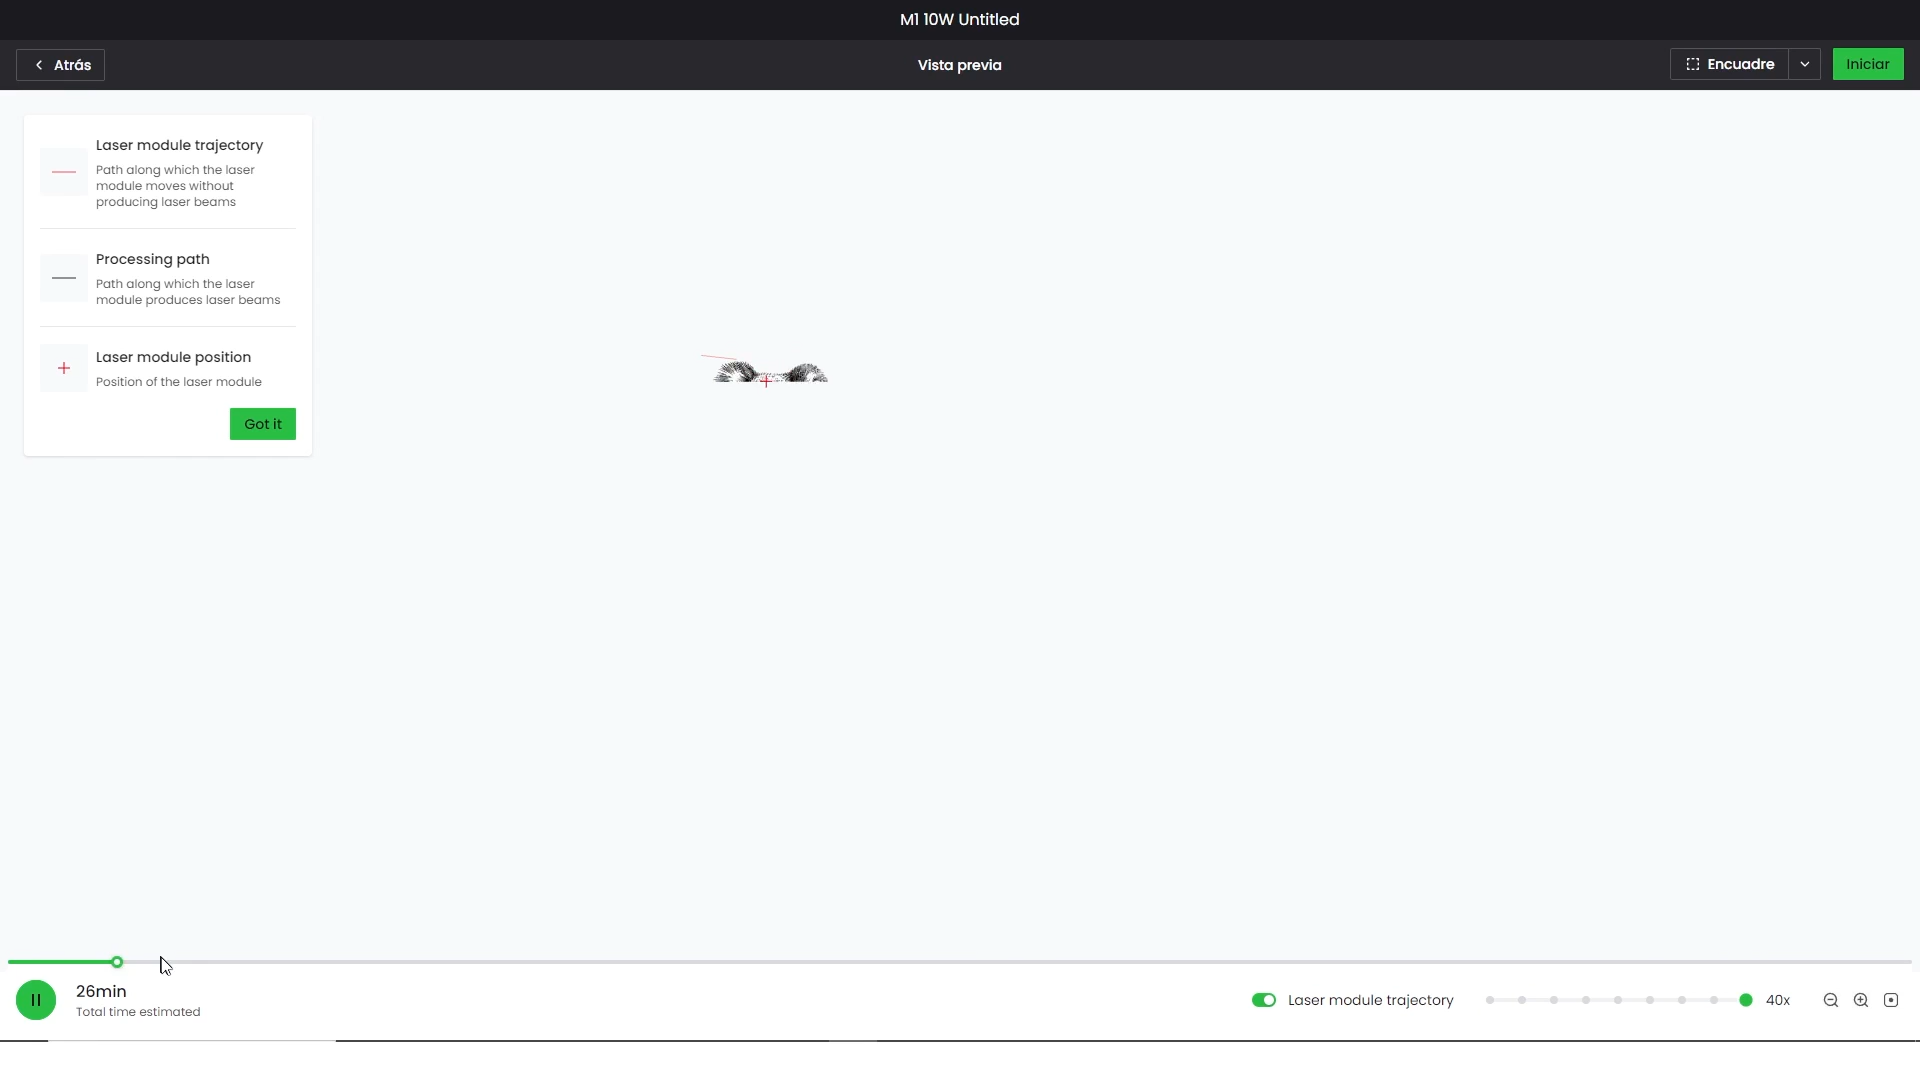 M1 10W Untitled
Atrás
Vista previa
Encuadre
Iniciar
Laser module trajectory
Path along which the laser
module moves without
producing laser beams
Processing path
Path along which the laser
module produces laser beams
Laser module position
Position of the laser module
Got it
26min
Total time estimated
Laser module trajectory
40x